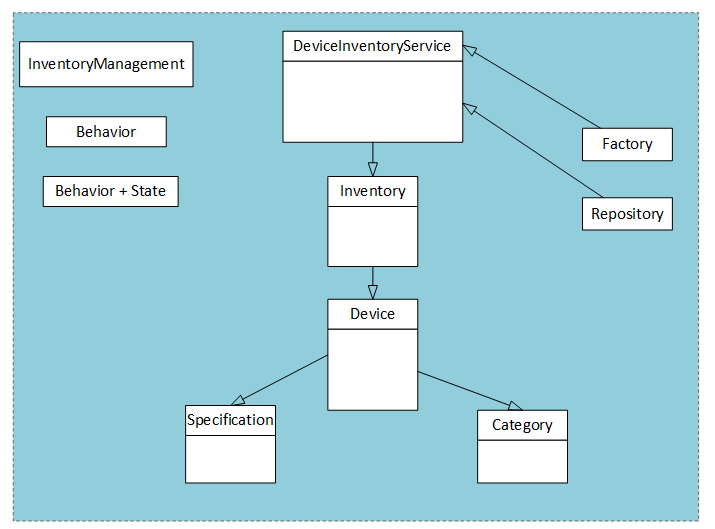 DeviceInventoryService
InventoryManagement
Behavior
Factory
Behavior + State
Inventory
Repository
Device
Specification
Category